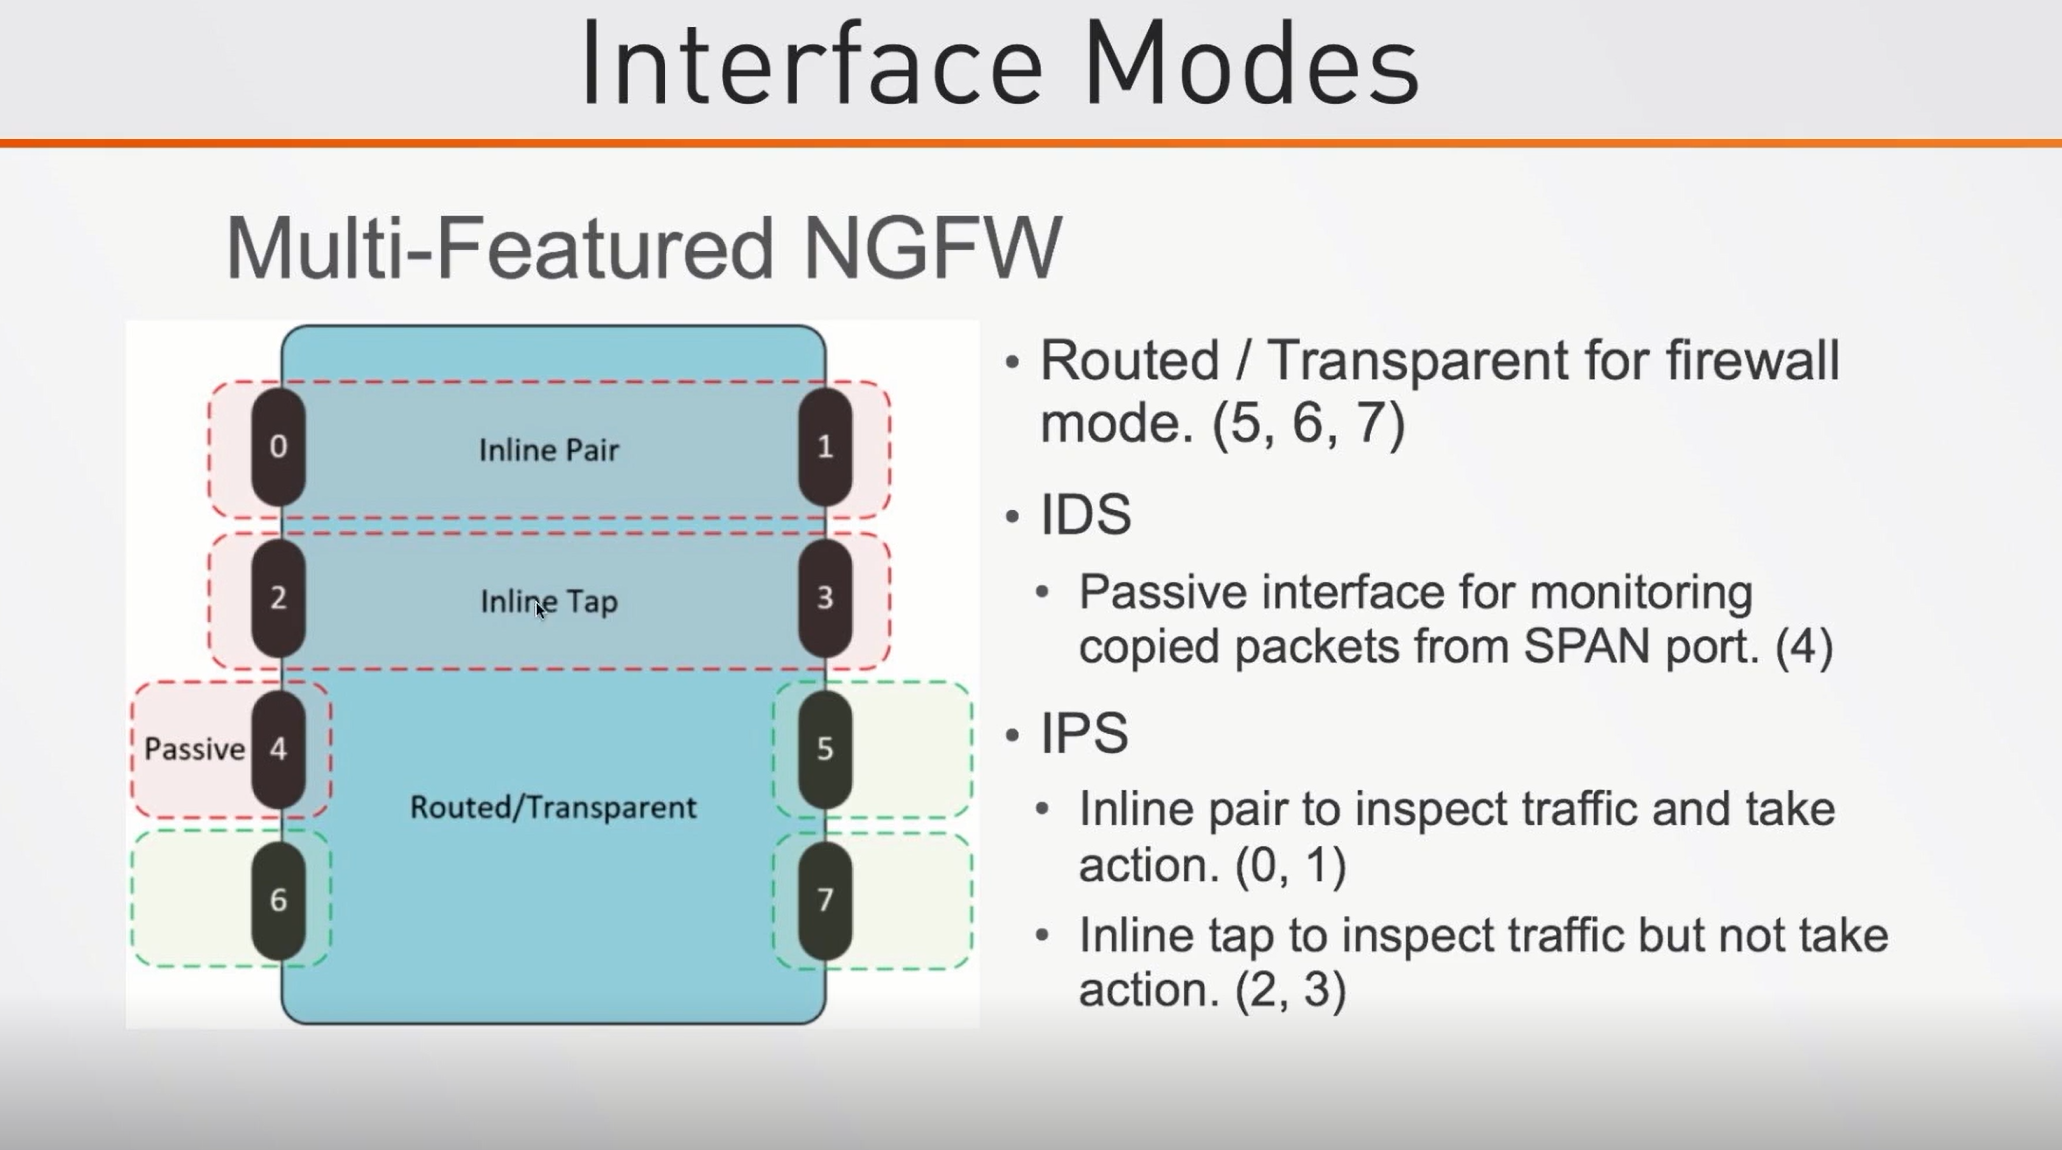 Interface Modes
Multi-Featured NGFW
0
Inline Pair
1
2
Inline Tap
3
Passive
4
5
Routed/Transparent
6
7
• Routed / Transparent for firewall
mode. (5, 6, 7)
• IDS
• Passive interface for monitoring
copied packets from SPAN port. (4)
• IPS
• Inline pair to inspect traffic and take
action. (0, 1)
• Inline tap to inspect traffic but not take
action. (2, 3)